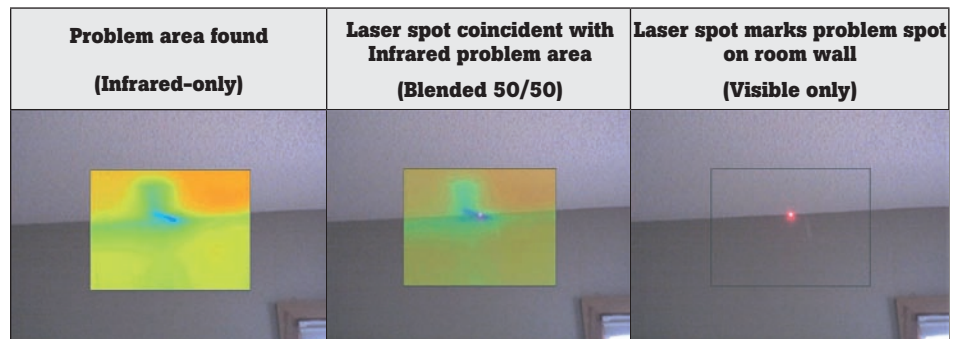 Problem area found
(Infrared-only)
Laser spot coincident with
Infrared problem area
(Blended 50/50)
Laser spot marks problem spot
on room wall
(Visible only)